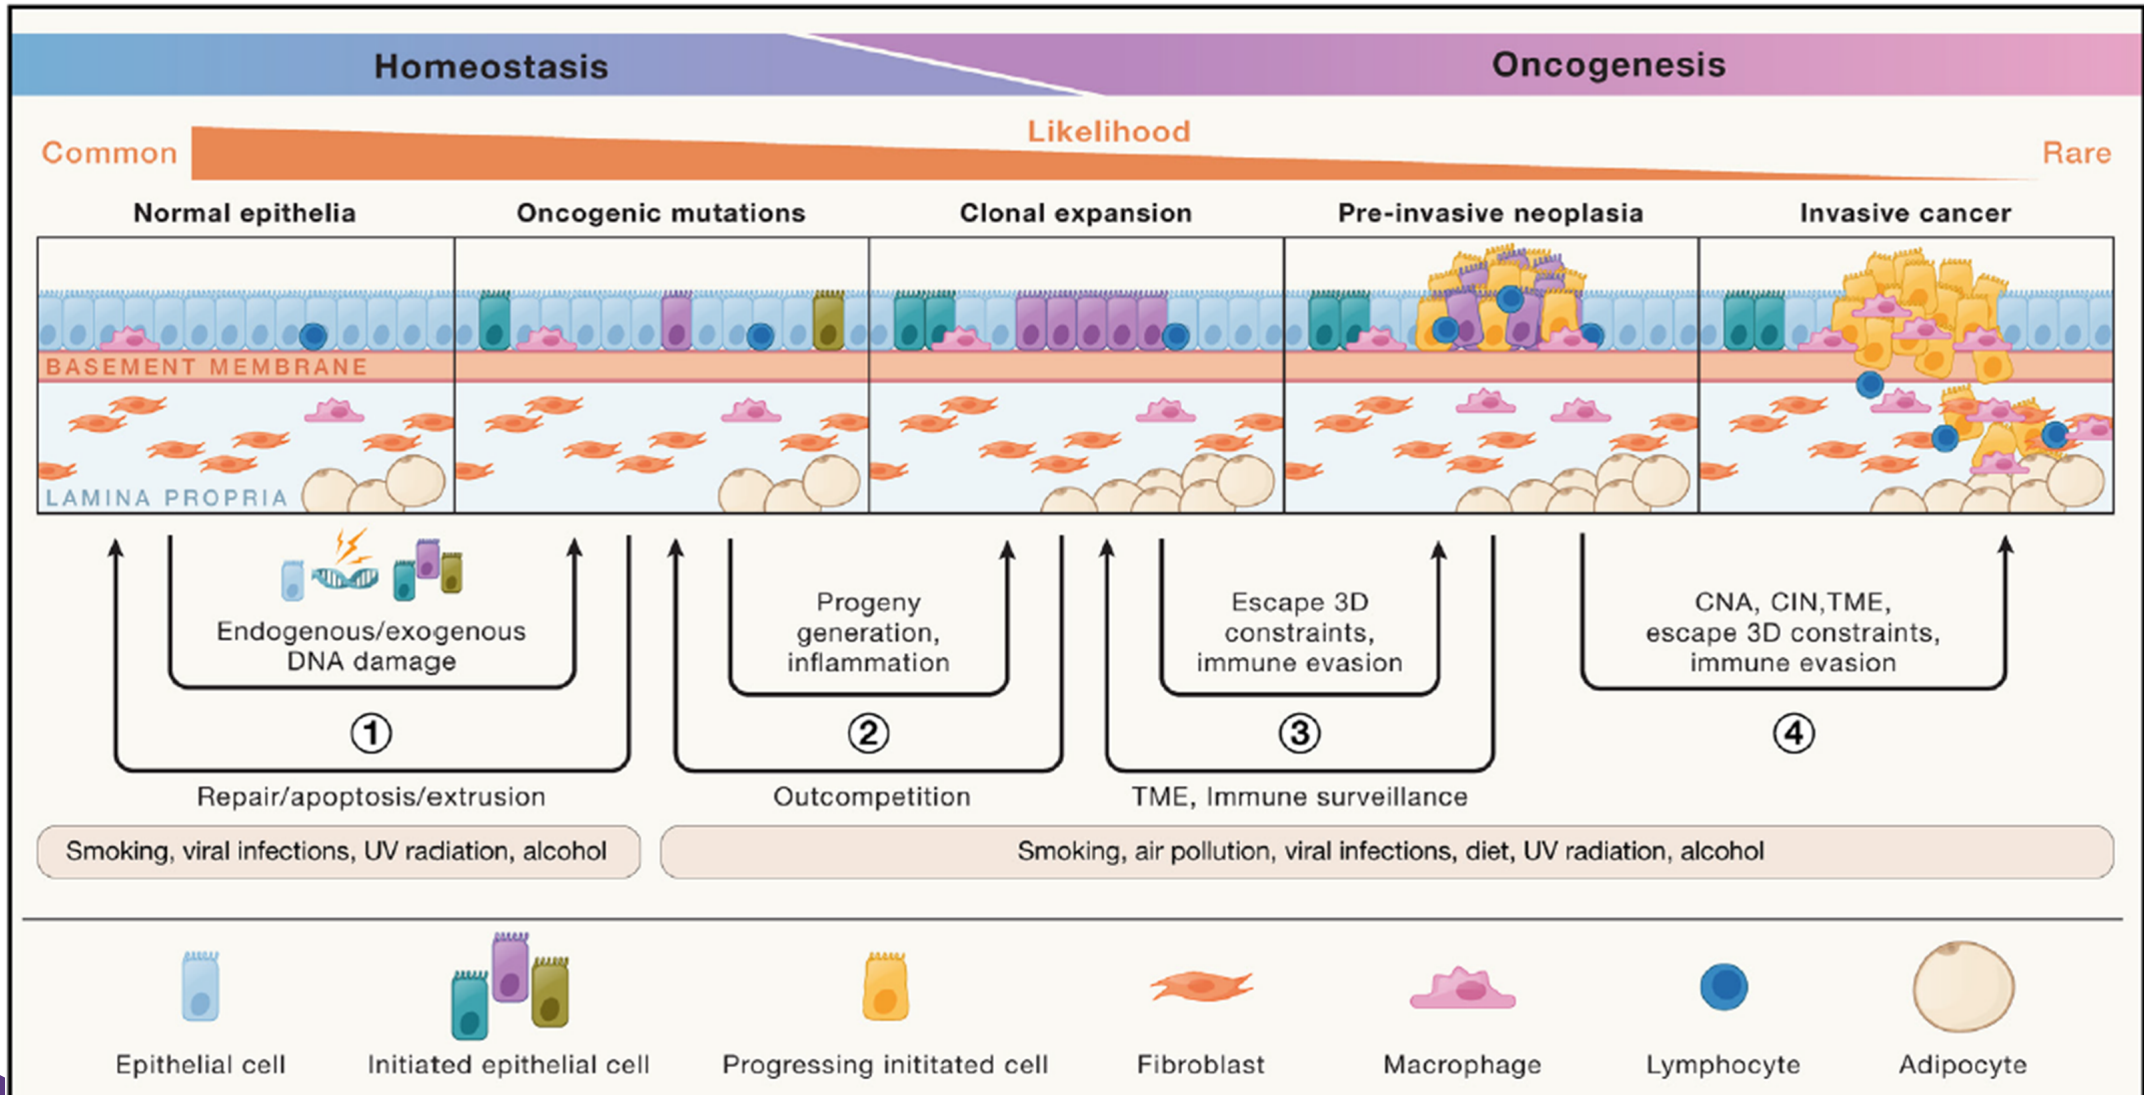 Homeostasis
Oncogenesis
Likelihood
Common
Rare
Normal epithelia
Oncogenic mutations
Clonal expansion
Pre-invasive neoplasia
Invasive cancer
BASEMENT MEMBRANE
LAMINA PROPRIA
Endogenous/exogenous
DNA damage
Progeny
generation,
inflammation
Escape 3D
constraints,
immune evasion
CNA, CIN,TME,
escape 3D constraints,
immune evasion
1
2
3
4
Repair/apoptosis/extrusion
Outcompetition
TME, Immune surveillance
Smoking, viral infections, UV radiation, alcohol
Smoking, air pollution, viral infections, diet, UV radiation, alcohol
Epithelial cell
Initiated epithelial cell
Progressing inititated cell
Fibroblast
Macrophage
Lymphocyte
Adipocyte